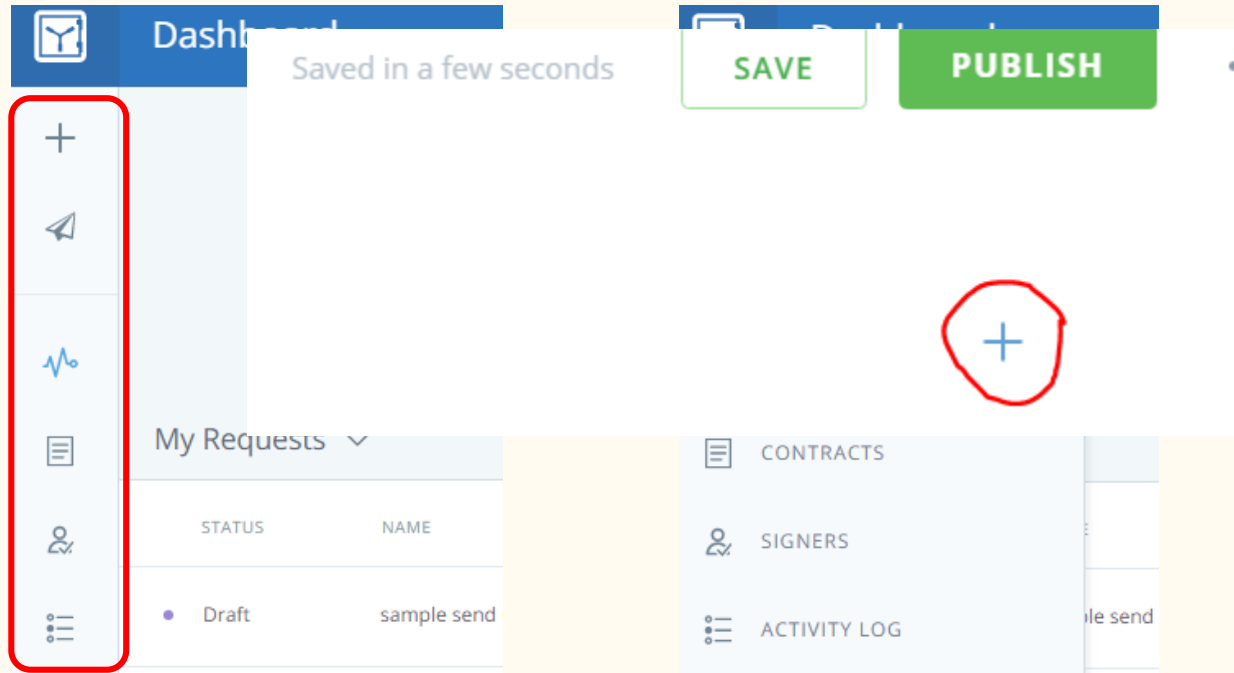 Dashboard
Saved in a few seconds
SAVE
PUBLISH
My Requests
STATUS
NAME
Draft
sample send
CONTRACTS
SIGNERS
ACTIVITY LOG
ple send